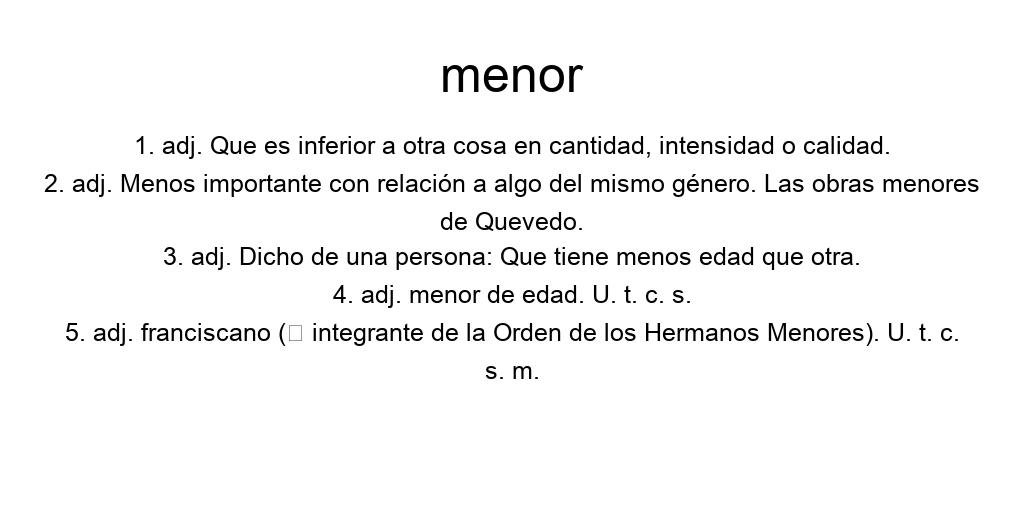 menor
1. adj. Que es inferior a otra cosa en cantidad, intensidad o calidad.
2. adj. Menos importante con relación a algo del mismo género. Las obras menores
de Quevedo.
3. adj. Dicho de una persona: Que tiene menos edad que otra.
4. adj. menor de edad. U. t. c. s.
5. adj. franciscano (□ integrante de la Orden de los Hermanos Menores). U. t. c.
s. m.